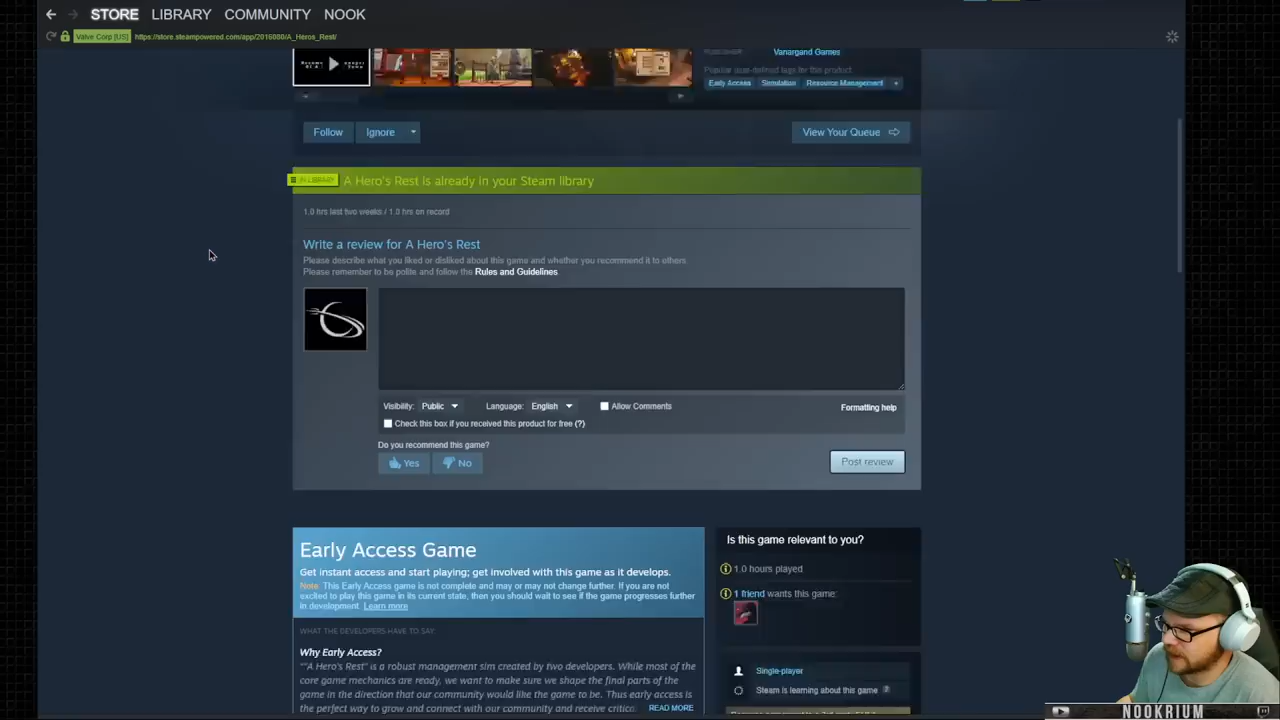 STORE LIBRARY COMMUNITY NOOK
Valve Corp [US] https://store.steampowered.com/app/2016080/A_Heros_Rest/
Vanargand Games
Popular user-defined tags for this product
Early Access Simulation Resource Management +
Follow Ignore View Your Queue
IN LIBRARY A Hero's Rest is already in your Steam library
1.0 hrs last two weeks / 1.0 hrs on record
Write a review for A Hero's Rest
Please describe what you liked or disliked about this game and whether you recommend it to others.
Please remember to be polite and follow the Rules and Guidelines.
Visibility: Public Language: English Allow Comments Formatting help
Check this box if you received this product for free (?)
Do you recommend this game?
Yes No Post review
Early Access Game
Get instant access and start playing; get involved with this game as it develops.
Note: This Early Access game is not complete and may or may not change further. If you are not
excited to play this game in its current state, then you should wait to see if the game progresses further
in development. Learn more
WHAT THE DEVELOPERS HAVE TO SAY:
Why Early Access?
"“A Hero's Rest” is a robust management sim created by two developers. While most of the
core game mechanics are ready, we want to make sure we shape the final parts of the
game in the direction that our community would like the game to be. Thus early access is
the perfect way to grow and connect with our community and receive critica
READ MORE
Is this game relevant to you?
1.0 hours played
1 friend wants this game:
Single-player
Steam is learning about this game ?
NOOKRIUM